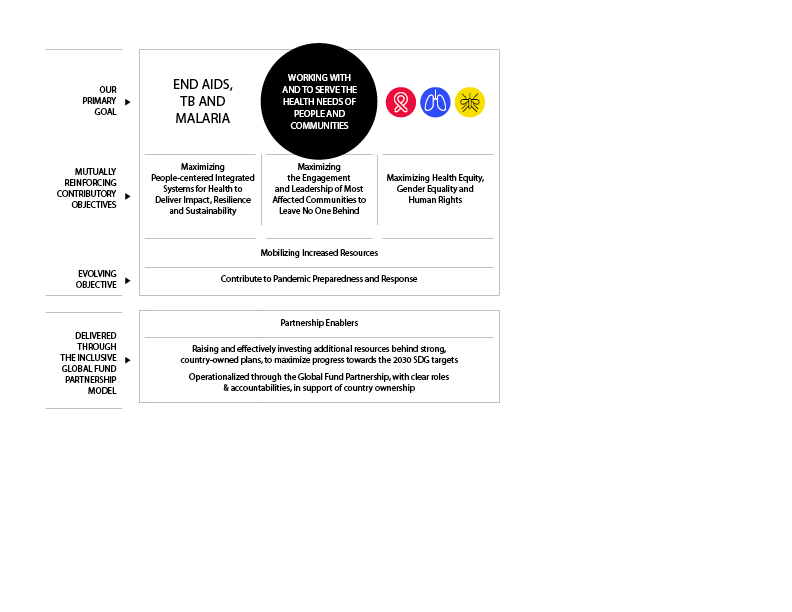 OUR
PRIMARY
GOAL
END AIDS,
TB AND
MALARIA
WORKING WITH
AND TO SERVE THE
HEALTH NEEDS OF
PEOPLE AND
COMMUNITIES
MUTUALLY
REINFORCING
CONTRIBUTORY
OBJECTIVES
Maximizing
People-centered Integrated
Systems for Health to
Deliver Impact, Resilience
and Sustainability
Maximizing
the Engagement
and Leadership of Most
Affected Communities to
Leave No One Behind
Maximizing Health Equity,
Gender Equality and
Human Rights
Mobilizing Increased Resources
EVOLVING
OBJECTIVE
Contribute to Pandemic Preparedness and Response
DELIVERED
THROUGH
THE INCLUSIVE
GLOBAL FUND
PARTNERSHIP
MODEL
Partnership Enablers
Raising and effectively investing additional resources behind strong,
country-owned plans, to maximize progress towards the 2030 SDG targets
Operationalized through the Global Fund Partnership, with clear roles
& accountabilities, in support of country ownership